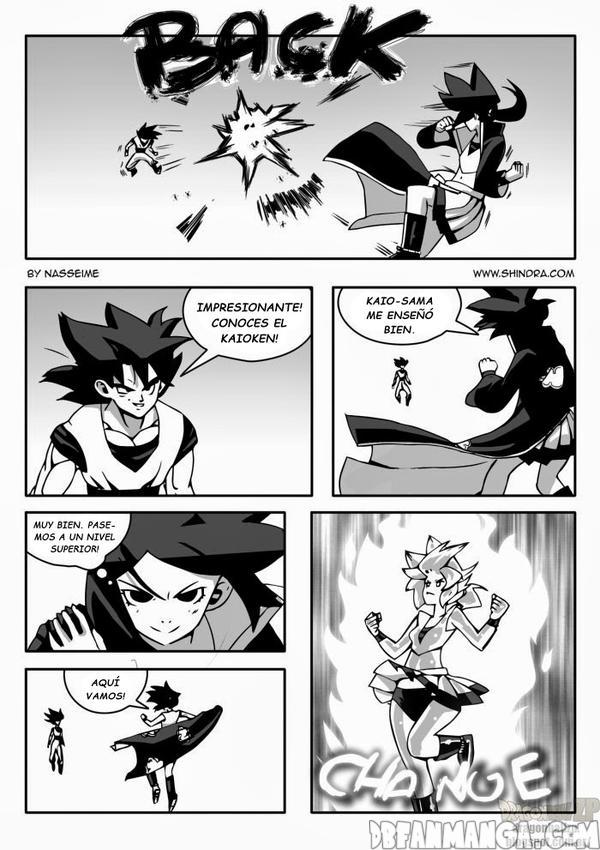 BACK
BY NASSEIME
WWW.SHINDRA.COM
IMPRESIONANTE!
CONOCES EL
KAIOKEN!
KAIO-SAMA
ME ENSEÑÓ
BIEN.
MUY BIEN. PASE-
MOS A UN NIVEL
SUPERIOR!
AQUÍ
VAMOS!
CHANGE
DBFANMANGA.COM